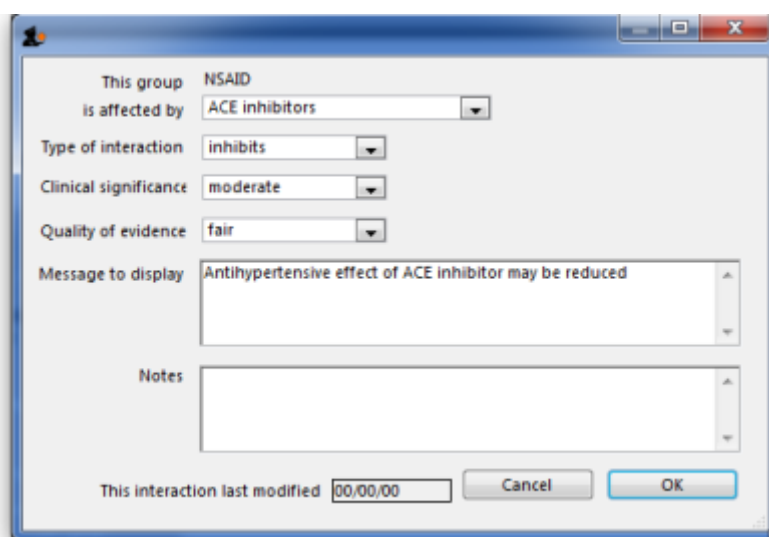 This group NSAID
is affected by ACE inhibitors
Type of interaction inhibits
Clinical significance moderate
Quality of evidence fair
Message to display Antihypertensive effect of ACE inhibitor may be reduced
Notes
This interaction last modified 00/00/00 Cancel OK